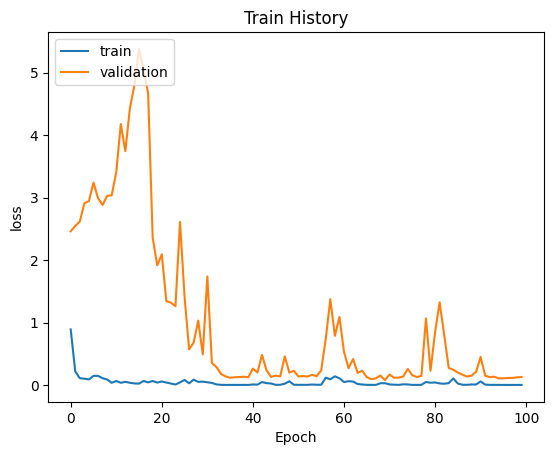 Train History
train
validation
5
4
3
2
1
0
loss
0 20 40 60 80 100
Epoch